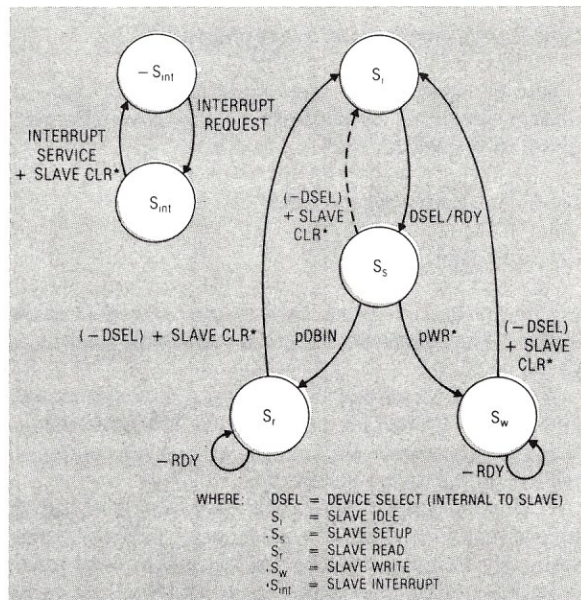 – S_int
INTERRUPT
REQUEST
INTERRUPT
SERVICE
+ SLAVE CLR*
S_int
S_i
(–DSEL)
+ SLAVE
CLR*
DSEL/RDY
S_s
(–DSEL) + SLAVE CLR*
pDBIN
pWR*
(–DSEL)
+ SLAVE
CLR*
S_r
S_w
–RDY
–RDY
WHERE: DSEL = DEVICE SELECT (INTERNAL TO SLAVE)
S_i = SLAVE IDLE
S_s = SLAVE SETUP
S_r = SLAVE READ
S_w = SLAVE WRITE
S_int = SLAVE INTERRUPT